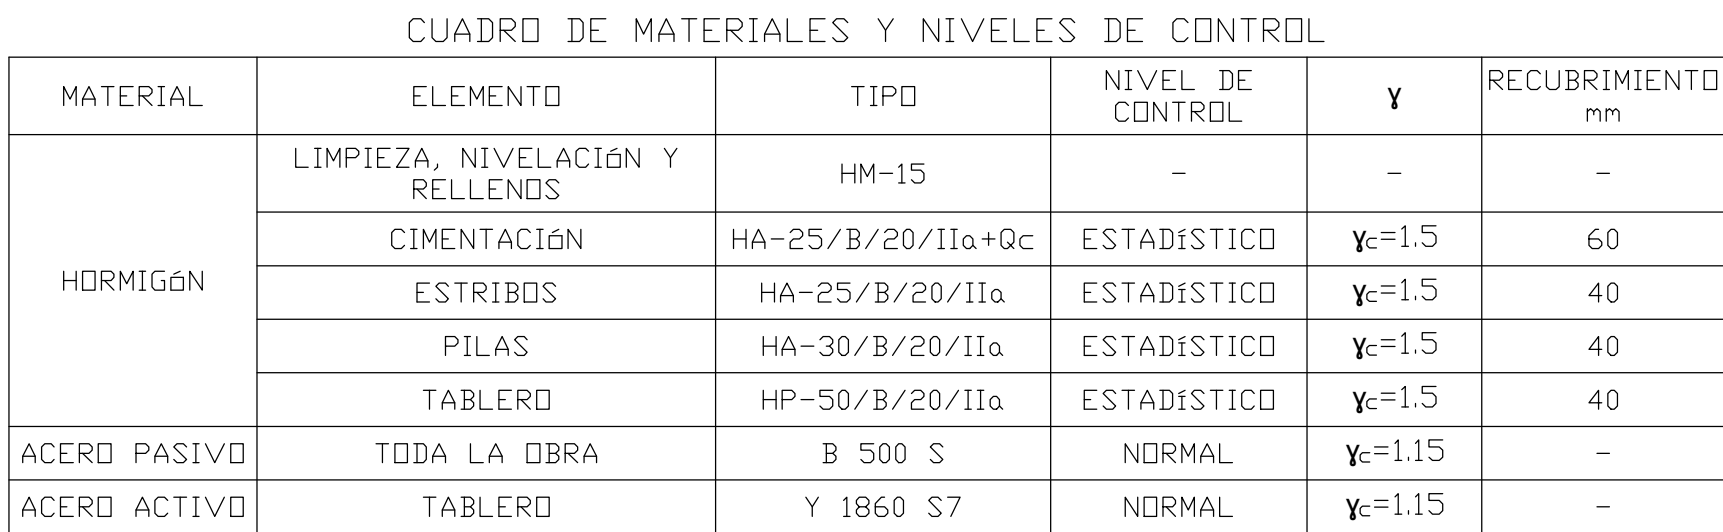 CUADRO DE MATERIALES Y NIVELES DE CONTROL
MATERIAL ELEMENTO TIPO NIVEL DE CONTROL γ RECUBRIMIENTO mm
HORMIGóN
LIMPIEZA, NIVELACIóN Y RELLENOS HM-15 - - -
CIMENTACIóN HA-25/B/20/IIa+Qc ESTADíSTICO γc=1.5 60
ESTRIBOS HA-25/B/20/IIa ESTADíSTICO γc=1.5 40
PILAS HA-30/B/20/IIa ESTADíSTICO γc=1.5 40
TABLERO HP-50/B/20/IIa ESTADíSTICO γc=1.5 40
ACERO PASIVO TODA LA OBRA B 500 S NORMAL γc=1.15 -
ACERO ACTIVO TABLERO Y 1860 S7 NORMAL γc=1.15 -